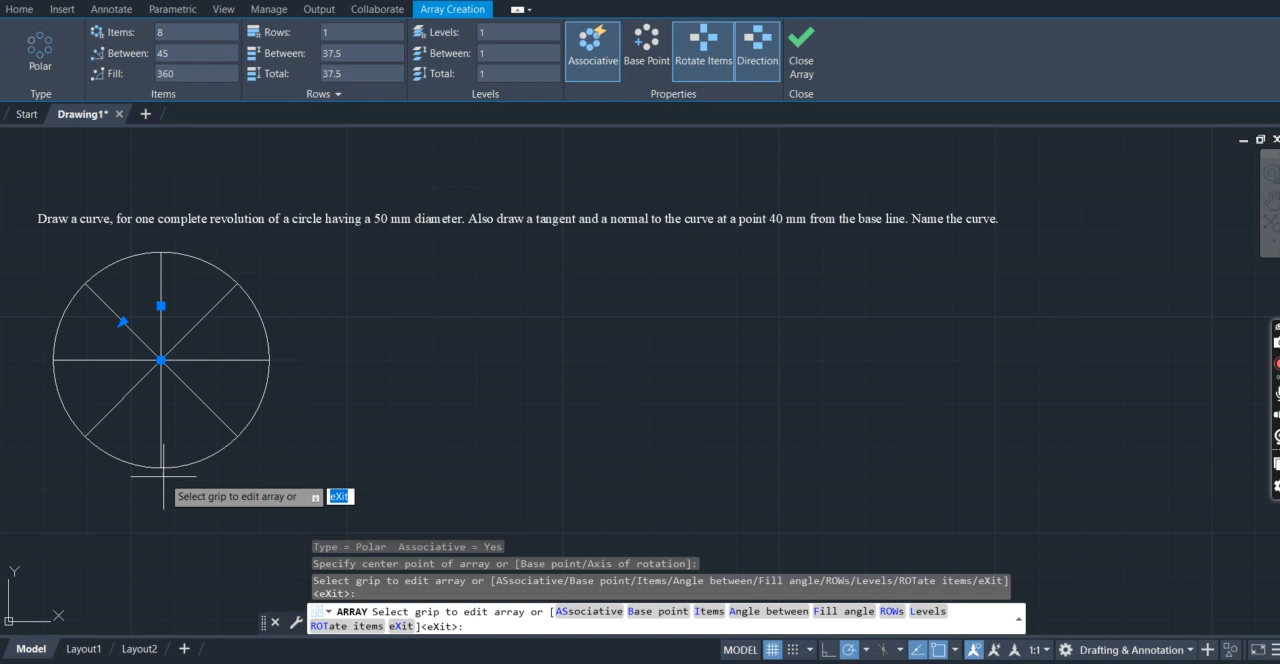 Home Insert Annotate Parametric View Manage Output Collaborate Array Creation
Items: 8 Rows: 1 Levels: 1
Between: 45 Between: 37.5 Between: 1
Fill: 360 Total: 37.5 Total: 1
Polar Associative Base Point Rotate Items Direction Close Array
Type Items Rows Levels Properties Close
Start Drawing1* +
Draw a curve, for one complete revolution of a circle having a 50 mm diameter. Also draw a tangent and a normal to the curve at a point 40 mm from the base line. Name the curve.
Select grip to edit array or eXit
Type = Polar Associative = Yes
Specify center point of array or [Base point/Axis of rotation]:
Select grip to edit array or [ASsociative/Base point/Items/Angle between/Fill angle/ROWs/Levels/ROTate items/eXit]
<eXit>:
Y
X
ARRAY Select grip to edit array or [ASsociative Base point Items Angle between Fill angle ROWs Levels
ROTate items eXit]<eXit>:
Model Layout1 Layout2 + MODEL 1:1 Drafting & Annotation